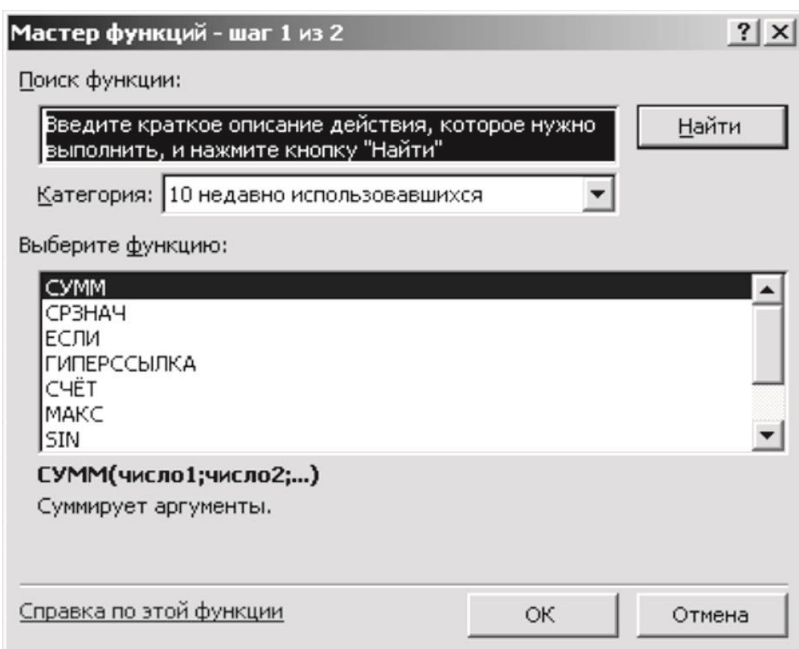 Мастер функций - шаг 1 из 2
Поиск функции:
Введите краткое описание действия, которое нужно
выполнить, и нажмите кнопку "Найти"
Найти
Категория: 10 недавно использовавшихся
Выберите функцию:
СУММ
СРЗНАЧ
ЕСЛИ
ГИПЕРССЫЛКА
СЧЁТ
МАКС
SIN
СУММ(число1;число2;...)
Суммирует аргументы.
Справка по этой функции
ОК
Отмена